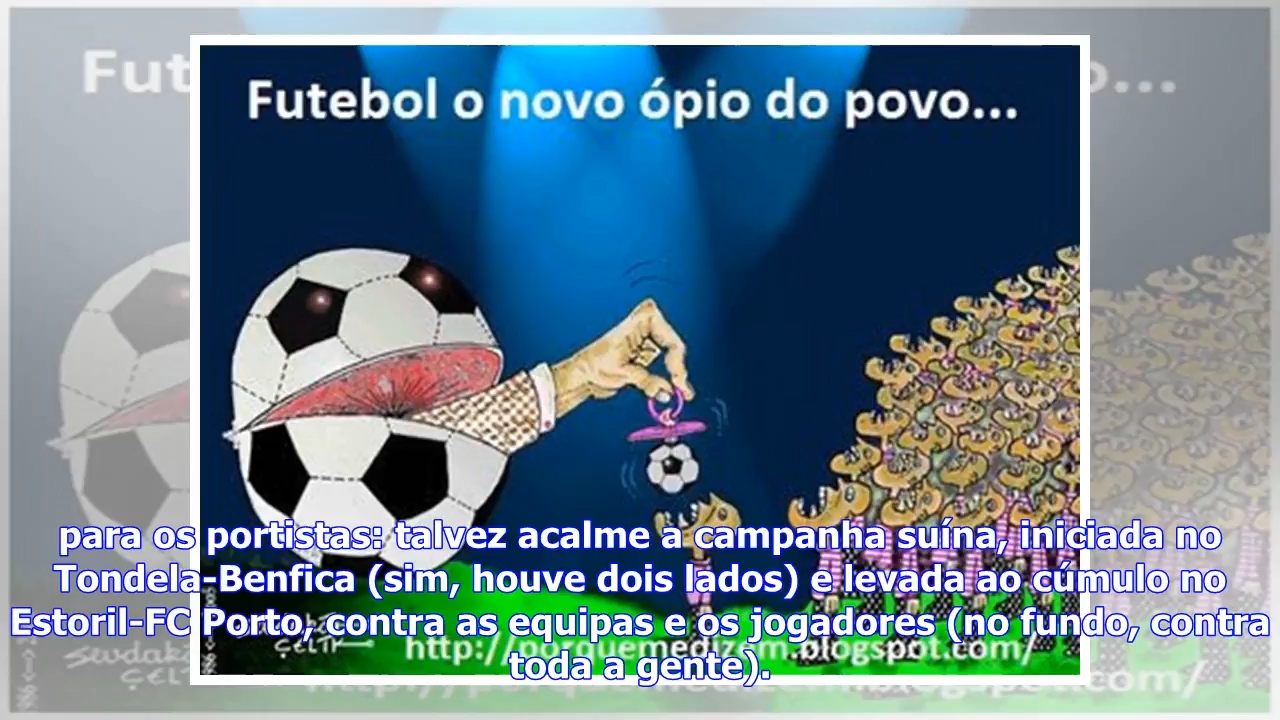 Futebol o novo ópio do povo...
para os portistas: talvez acalme a campanha suína, iniciada no
Tondela-Benfica (sim, houve dois lados) e levada ao cúmulo no
Estoril-FC Porto, contra as equipas e os jogadores (no fundo, contra
toda a gente).
http://porquemedizem.blogspot.com/